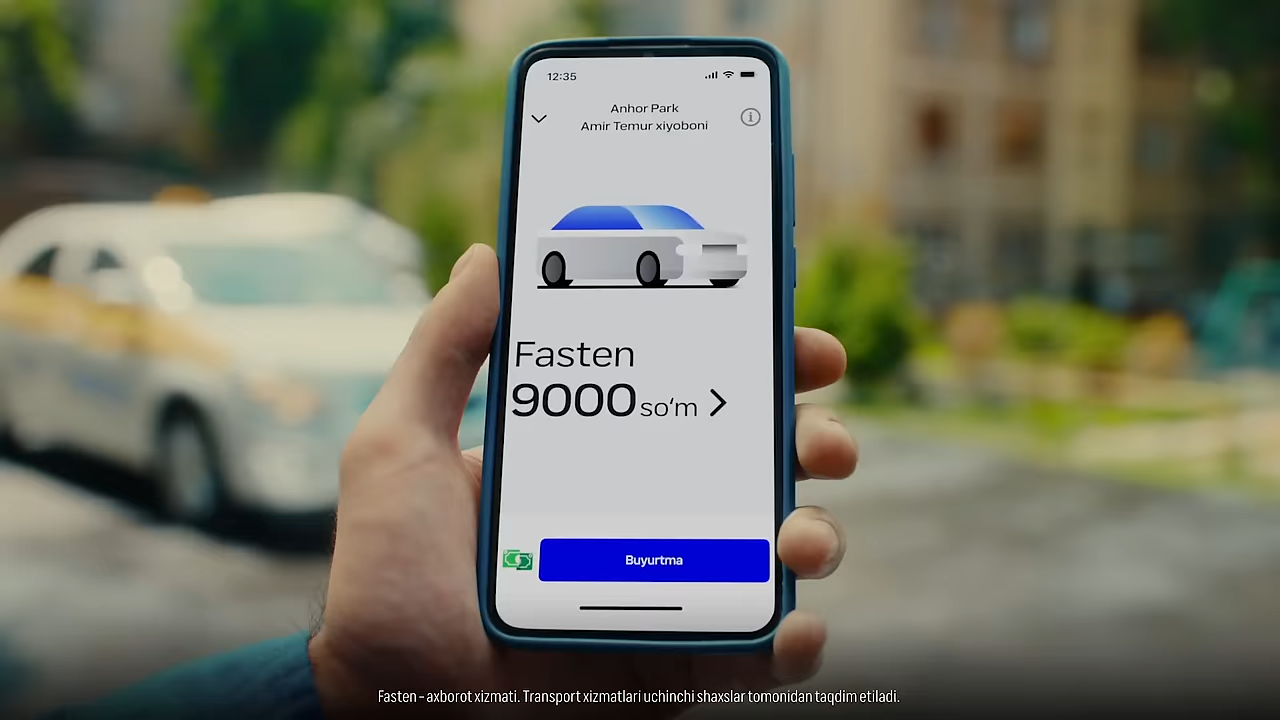 12:35
Anhor Park
Amir Temur xiyoboni
Fasten
9000 so‘m
Buyurtma
Fasten - axborot xizmati. Transport xizmatlari uchinchi shaxslar tomonidan taqdim etiladi.